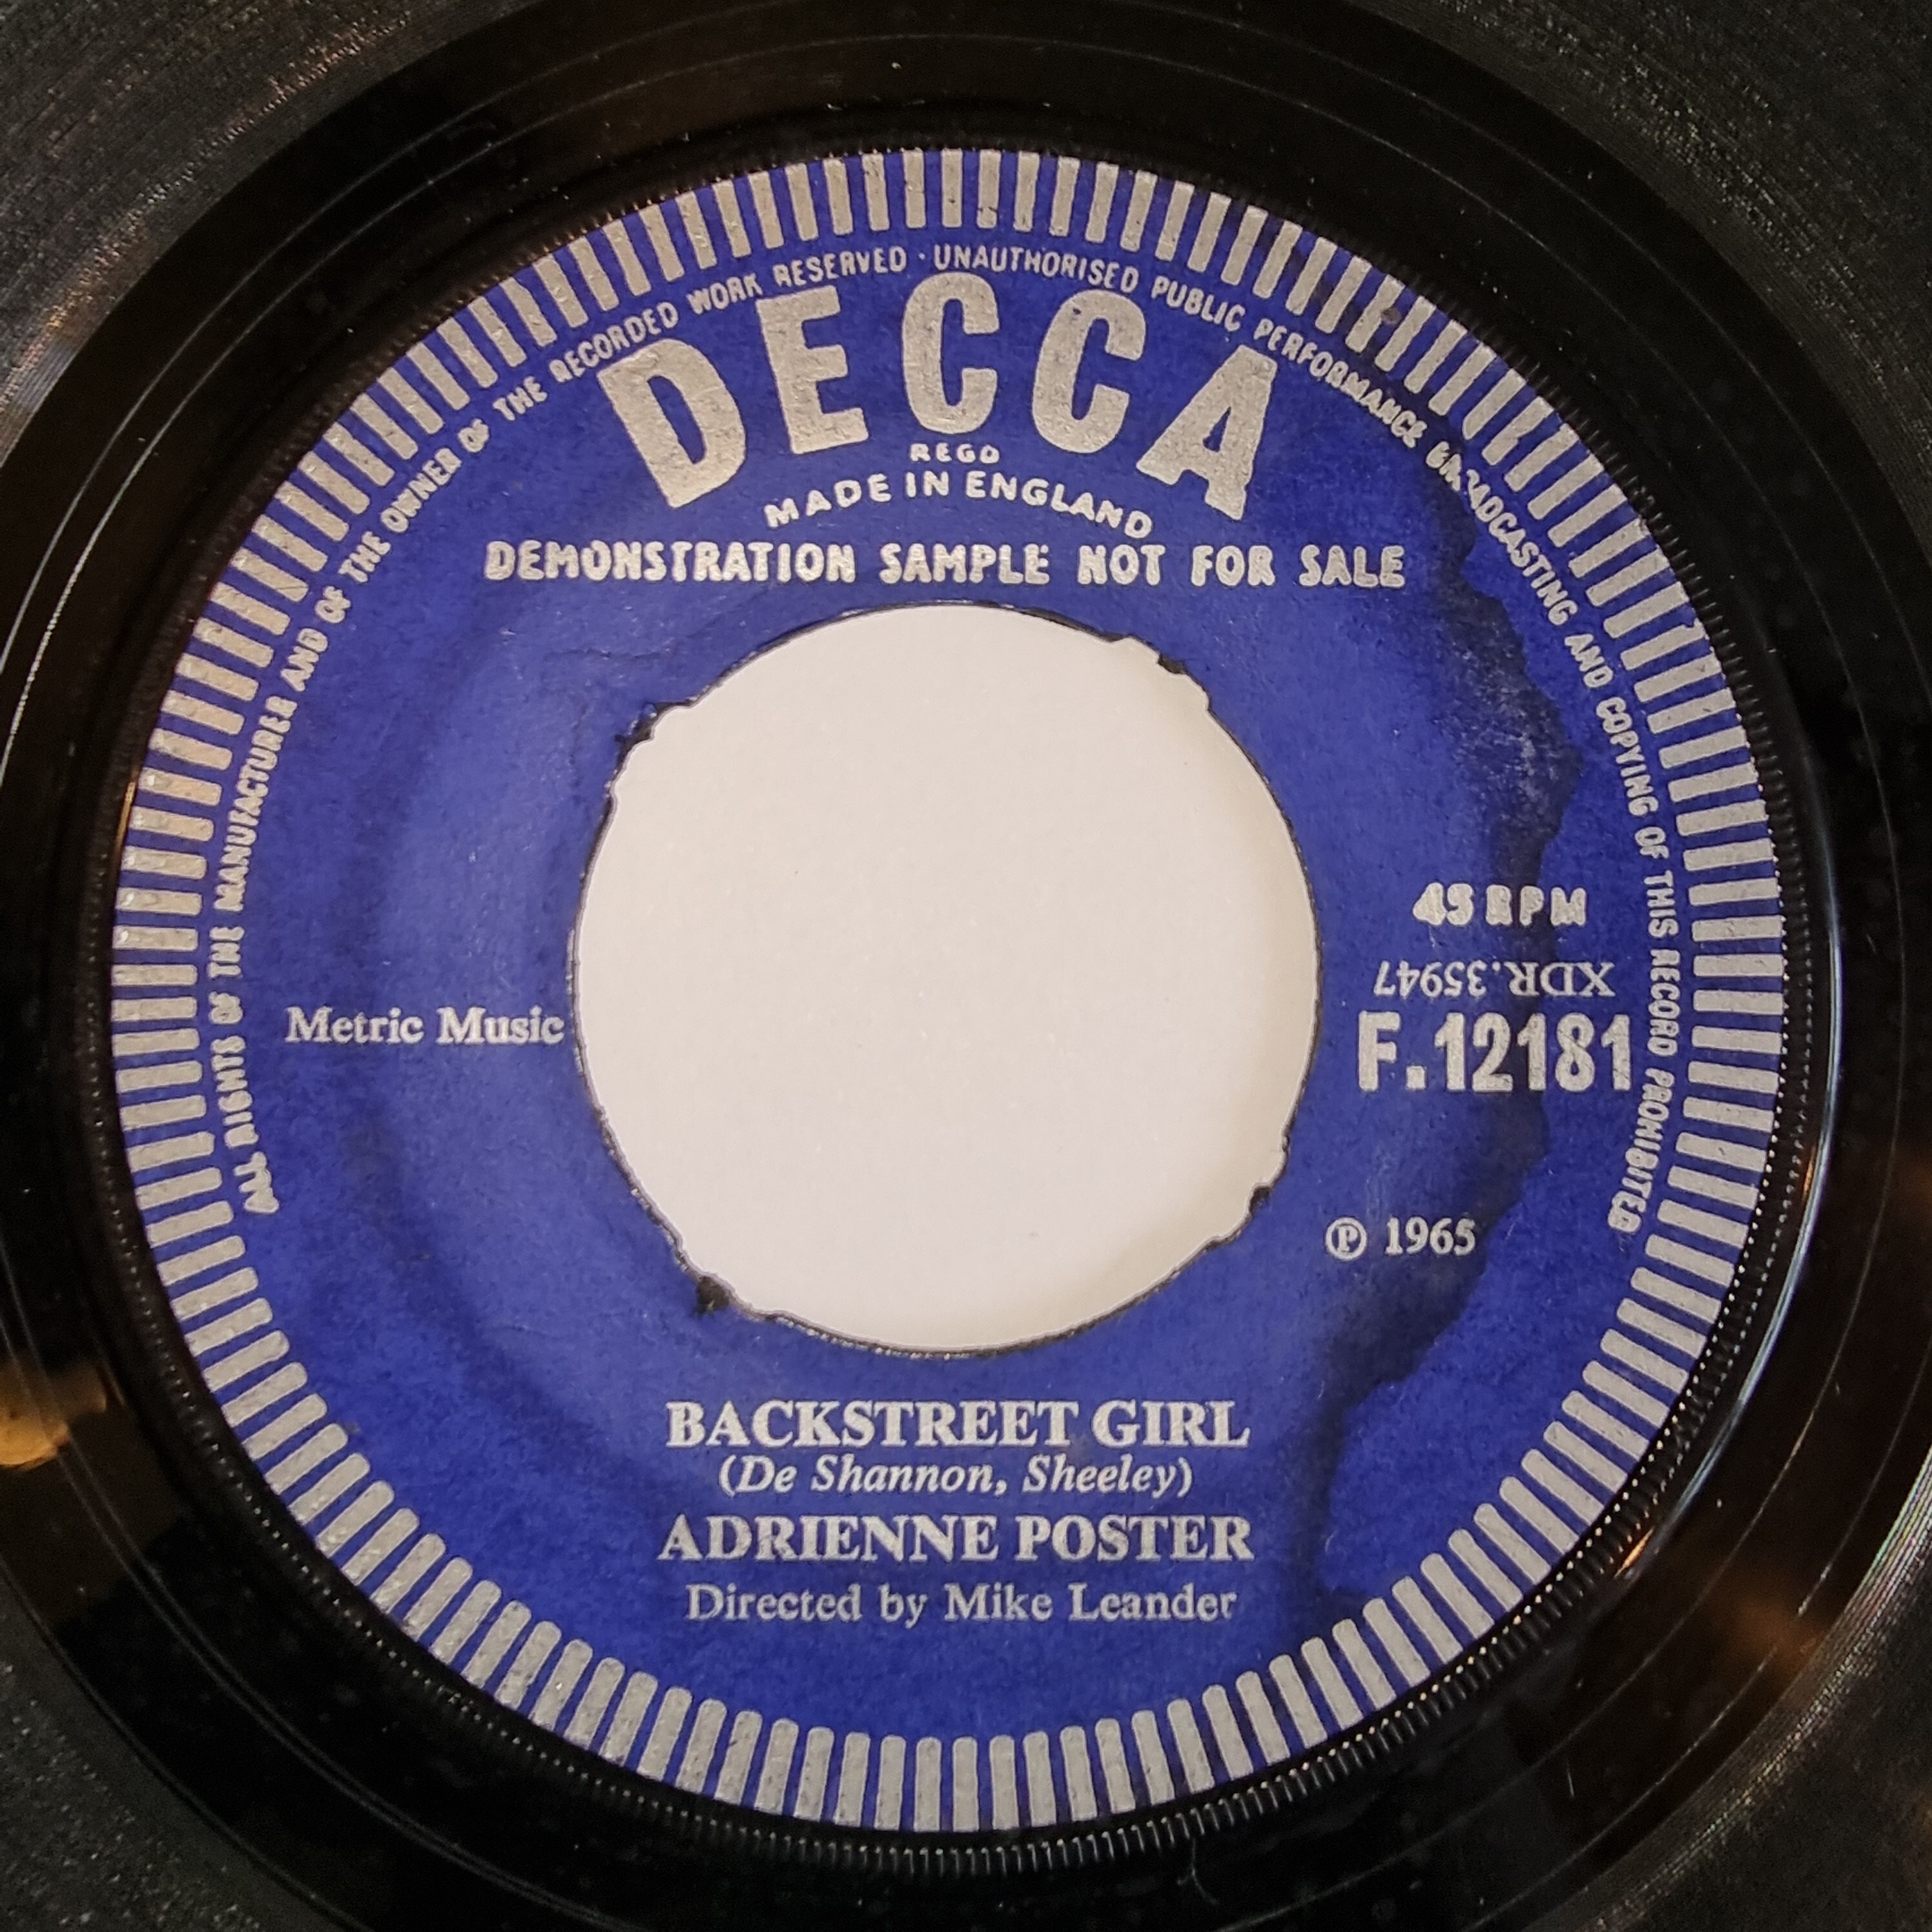 ALL RIGHTS OF THE MANUFACTURER AND OF THE OWNER OF THE RECORDED WORK RESERVED · UNAUTHORISED PUBLIC PERFORMANCE BROADCASTING AND COPYING OF THIS RECORD PROHIBITED
DECCA
REGD
MADE IN ENGLAND
DEMONSTRATION SAMPLE NOT FOR SALE
45 RPM
XDR.35947
Metric Music
F.12181
℗ 1965
BACKSTREET GIRL
(De Shannon, Sheeley)
ADRIENNE POSTER
Directed by Mike Leander